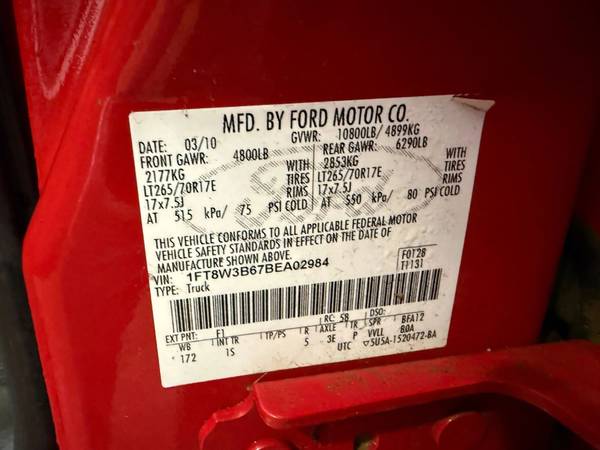 MFD. BY FORD MOTOR CO.
DATE: 03/10 GVWR: 10800LB/ 4899KG
FRONT GAWR: 4800LB REAR GAWR: 6290LB
2177KG WITH 2853KG WITH
LT265/70R17E TIRES LT265/70R17E TIRES
17x7.5J RIMS 17x7.5J RIMS
AT 515 kPa/ 75 PSI COLD AT 550 kPa/ 80 PSI COLD
THIS VEHICLE CONFORMS TO ALL APPLICABLE FEDERAL MOTOR
VEHICLE SAFETY STANDARDS IN EFFECT ON THE DATE OF
MANUFACTURE SHOWN ABOVE.
VIN: 1FT8W3B67BEA02984 F0128
TYPE: Truck T1131
EXT PNT: F1 RC: 58 DSO:
WB INT TR TP/PS R AXLE TR SPR BFA12
172 1S 5 3E P VVLL BOA
UTC ▽5U5A-1520472-BA